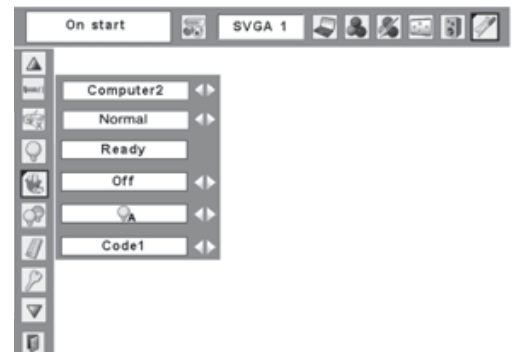 On start
SVGA 1
Computer2
Normal
Ready
Off
A
Code1